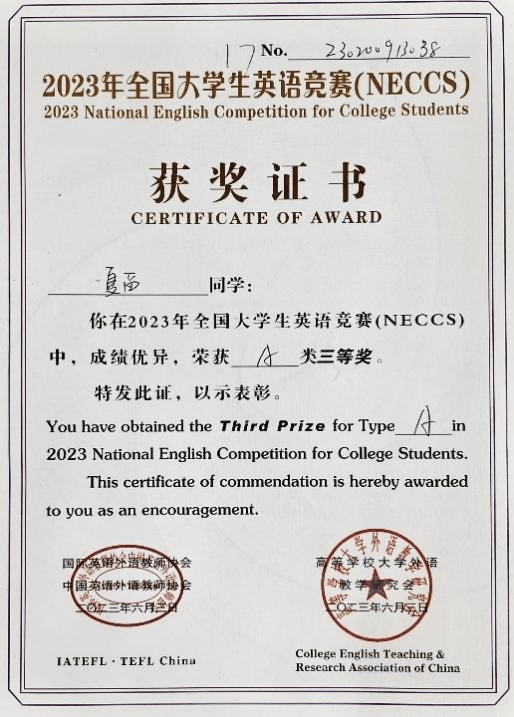 17 No. 230200913038
2023年全国大学生英语竞赛(NECCS)
2023 National English Competition for College Students
获奖证书
CERTIFICATE OF AWARD
同学:
你在2023年全国大学生英语竞赛(NECCS)
中，成绩优异，荣获 A 类三等奖。
特发此证，以示表彰。
You have obtained the Third Prize for Type A in
2023 National English Competition for College Students.
This certificate of commendation is hereby awarded
to you as an encouragement.
国际英语外语教师协会
中国英语外语教师协会
二〇二三年六月三日
高等学校大学外语
教学研究会
二〇二三年六月三日
IATEFL · TEFL China
College English Teaching &
Research Association of China